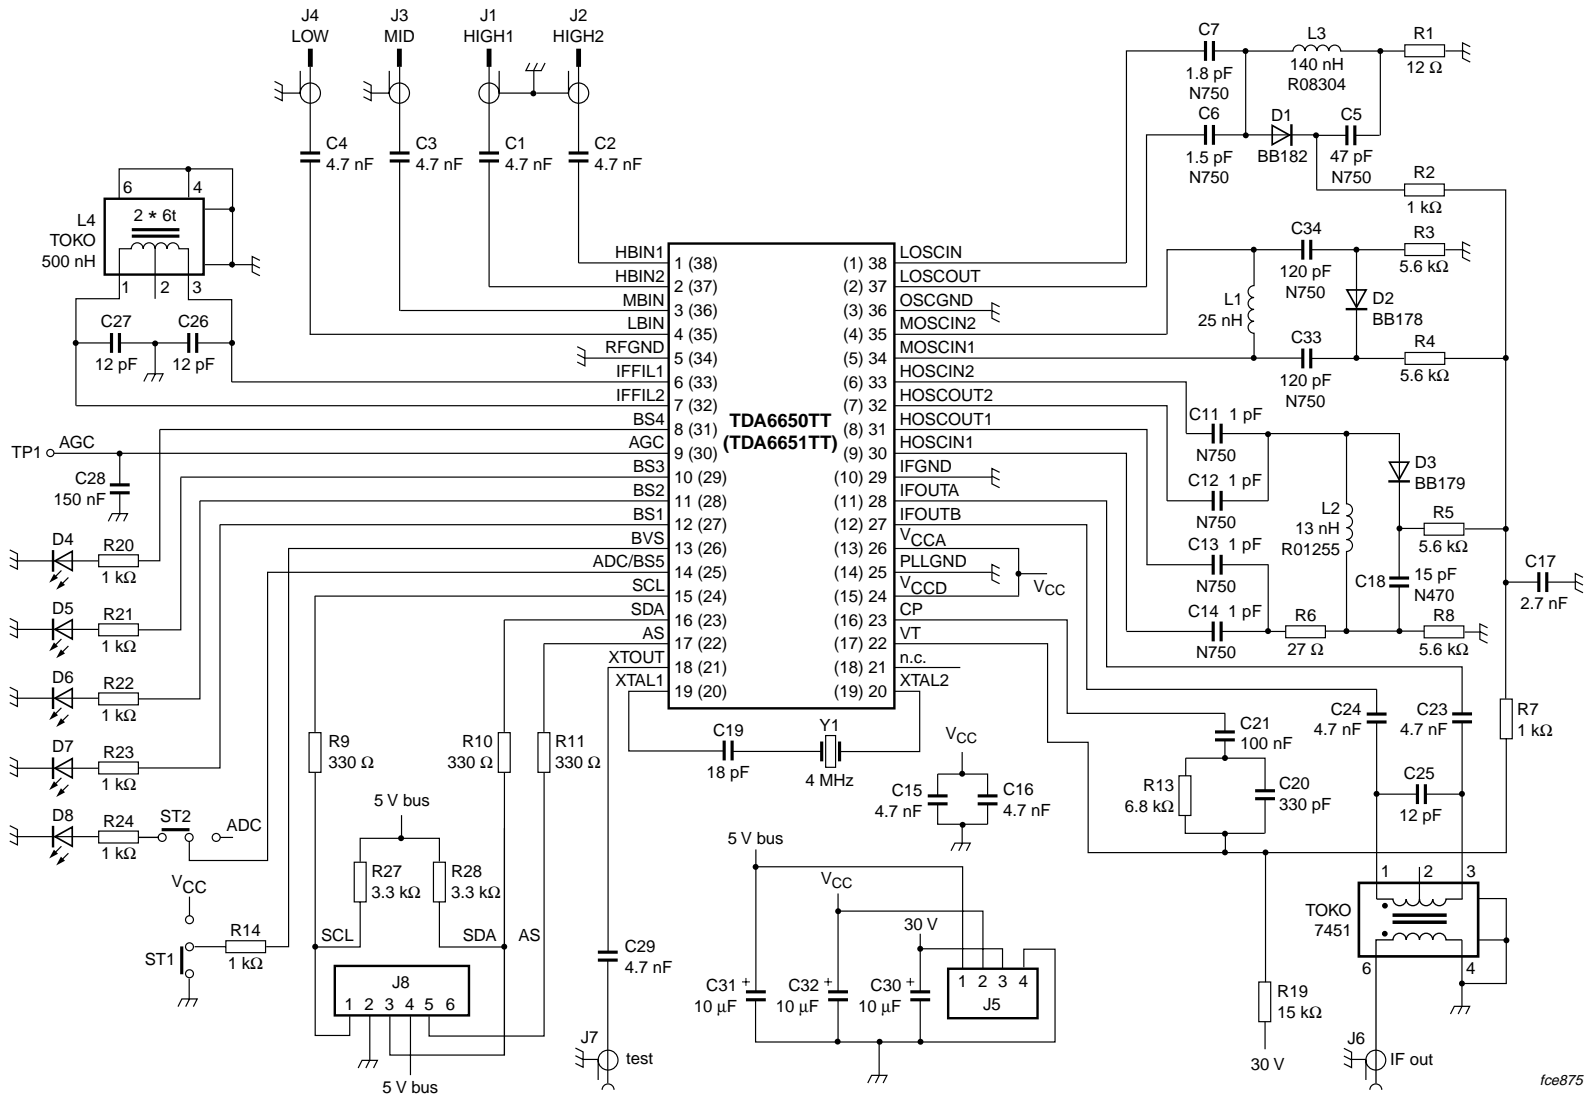 J4
LOW
J3
MID
J1
HIGH1
J2
HIGH2
C4
4.7 nF
C3
4.7 nF
C1
4.7 nF
C2
4.7 nF
C7
1.8 pF
N750
L3
140 nH
R08304
R1
12 Ω
C6
1.5 pF
N750
D1
BB182
C5
47 pF
N750
R2
1 kΩ
6
4
L4
TOKO
500 nH
2 * 6t
1
2
3
C27
12 pF
C26
12 pF
C34
120 pF
N750
R3
5.6 kΩ
L1
25 nH
D2
BB178
C33
120 pF
N750
R4
5.6 kΩ
HBIN1
1 (38)
HBIN2
2 (37)
MBIN
3 (36)
LBIN
4 (35)
RFGND
5 (34)
IFFIL1
6 (33)
IFFIL2
7 (32)
BS4
8 (31)
AGC
9 (30)
BS3
10 (29)
BS2
11 (28)
BS1
12 (27)
BVS
13 (26)
ADC/BS5
14 (25)
SCL
15 (24)
SDA
16 (23)
AS
17 (22)
XTOUT
18 (21)
XTAL1
19 (20)
TDA6650TT
(TDA6651TT)
(1) 38
LOSCIN
(2) 37
LOSCOUT
(3) 36
OSCGND
(4) 35
MOSCIN2
(5) 34
MOSCIN1
(6) 33
HOSCIN2
(7) 32
HOSCOUT2
(8) 31
HOSCOUT1
(9) 30
HOSCIN1
(10) 29
IFGND
(11) 28
IFOUTA
(12) 27
IFOUTB
(13) 26
VCCA
(14) 25
PLLGND
(15) 24
VCCD
(16) 23
CP
(17) 22
VT
(18) 21
n.c.
(19) 20
XTAL2
VCC
C11 1 pF
N750
C12 1 pF
N750
C13 1 pF
N750
C14 1 pF
N750
D3
BB179
L2
13 nH
R01255
R5
5.6 kΩ
C18
15 pF
N470
C17
2.7 nF
R6
27 Ω
R8
5.6 kΩ
TP1
AGC
C28
150 nF
D4
R20
1 kΩ
D5
R21
1 kΩ
D6
R22
1 kΩ
D7
R23
1 kΩ
D8
R24
1 kΩ
ST2
ADC
VCC
ST1
R14
1 kΩ
R9
330 Ω
R10
330 Ω
R11
330 Ω
5 V bus
R27
3.3 kΩ
R28
3.3 kΩ
SCL
SDA
AS
J8
1 2 3 4 5 6
5 V bus
C29
4.7 nF
J7
test
C19
18 pF
Y1
4 MHz
VCC
C15
4.7 nF
C16
4.7 nF
5 V bus
VCC
30 V
C31
+
10 μF
C32
+
10 μF
C30
+
10 μF
1 2 3 4
J5
C21
100 nF
R13
6.8 kΩ
C20
330 pF
C24
4.7 nF
C23
4.7 nF
R7
1 kΩ
C25
12 pF
TOKO
7451
1
2
3
6
4
R19
15 kΩ
30 V
J6
IF out
fce875